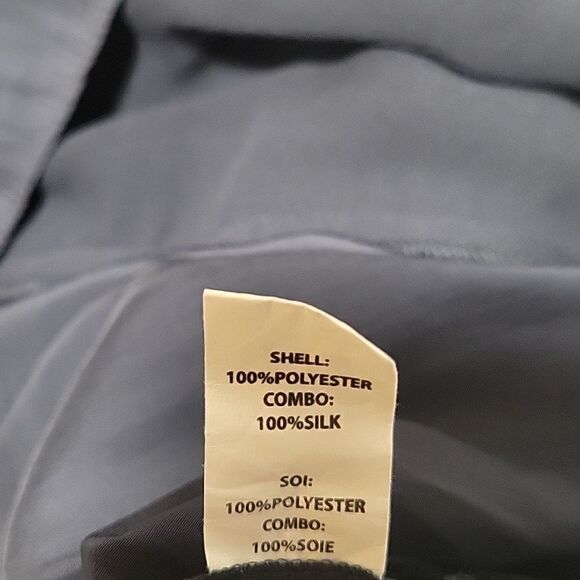 SHELL:
100%POLYESTER
COMBO:
100%SILK
SOI:
100%POLYESTER
COMBO:
100%SOIE